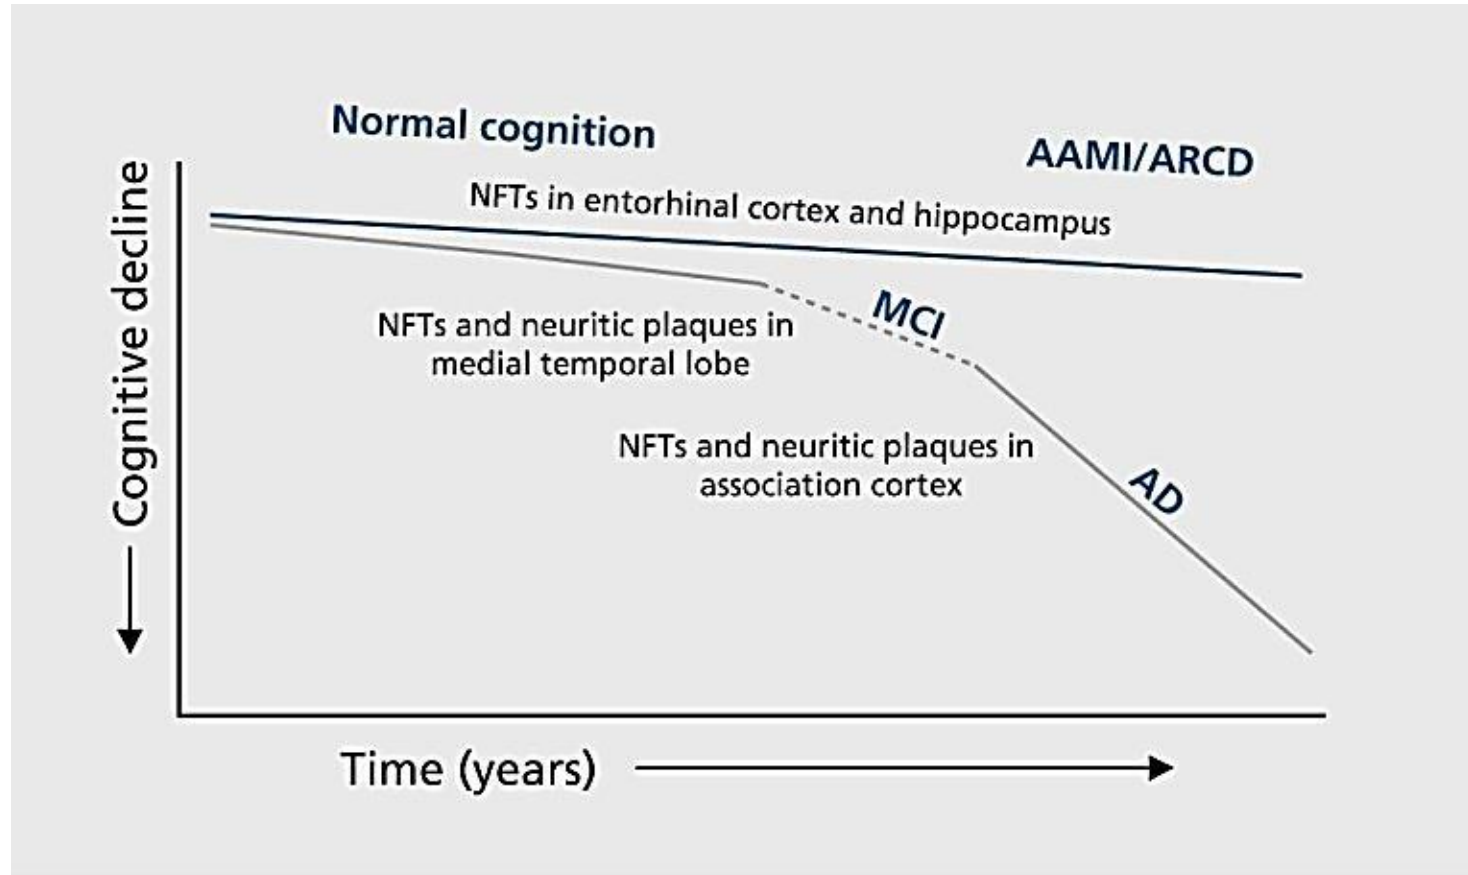 Normal cognition
AAMI/ARCD
NFTs in entorhinal cortex and hippocampus
Cognitive decline
MCI
NFTs and neuritic plaques in
medial temporal lobe
NFTs and neuritic plaques in
association cortex
AD
Time (years)